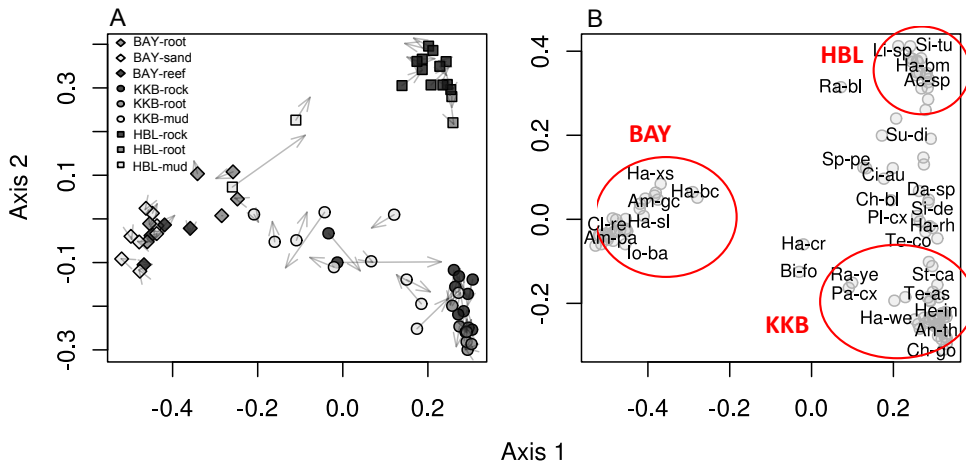 A
B
Axis 2
0.3
0.1
-0.1
-0.3
BAY-root
BAY-sand
BAY-reef
KKB-rock
KKB-root
KKB-mud
HBL-rock
HBL-root
HBL-mud
-0.4
-0.2
0.0
0.2
0.4
0.2
0.0
-0.2
HBL
Li-sp
Si-tu
Ha-bm
Ac-sp
Ra-bl
BAY
Su-di
Ha-xs
Sp-pe
Ci-au
Ha-bc
Am-gc
Ch-bl
Da-sp
Si-de
Cl-re
Ha-sl
Pl-cx
Ha-rh
Am-pa
Io-ba
Te-co
Ha-cr
Bi-fo
Ra-ye
St-ca
Pa-cx
Te-as
KKB
Ha-we
He-in
An-th
Ch-go
-0.6
-0.4
-0.2
0.0
0.2
Axis 1